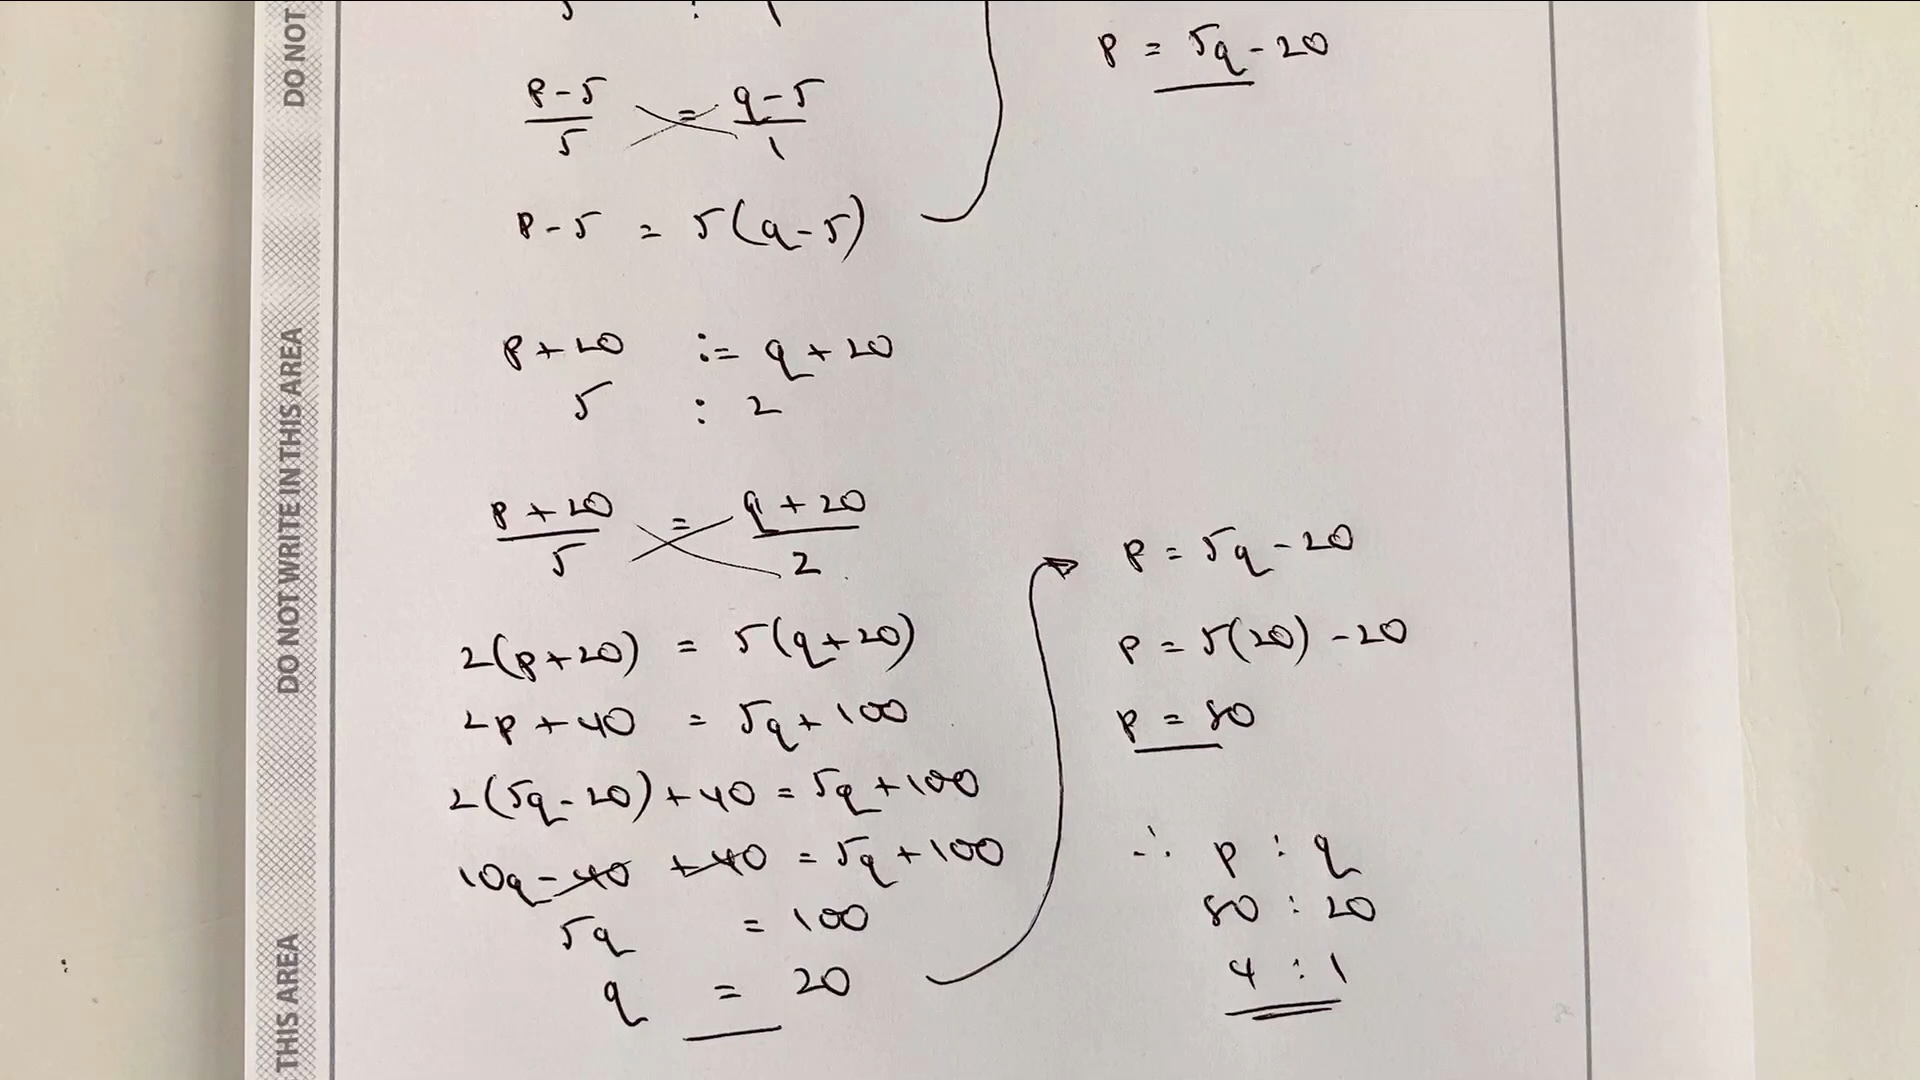 DO NOT
DO NOT WRITE IN THIS AREA
THIS AREA
5 : 1
p - 5 / 5 = q - 5 / 1
p - 5 = 5(q - 5)
p + 20 := q + 20
5 : 2
p + 20 / 5 = q + 20 / 2
2(p + 20) = 5(q + 20)
2p + 40 = 5q + 100
2(5q - 20) + 40 = 5q + 100
10q - 40 + 40 = 5q + 100
5q = 100
q = 20
p = 5q - 20
p = 5q - 20
p = 5(20) - 20
p = 80
∴ p : q
80 : 20
4 : 1